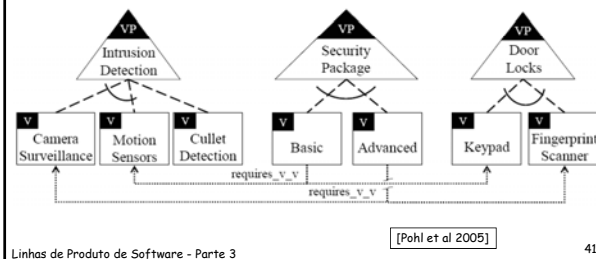 VP
Intrusion
Detection
VP
Security
Package
VP
Door
Locks
V
Camera
Surveillance
V
Motion
Sensors
V
Cullet
Detection
V
Basic
V
Advanced
V
Keypad
V
Fingerprint
Scanner
requires_v_v
requires_v_v
[Pohl et al 2005]
Linhas de Produto de Software - Parte 3
41